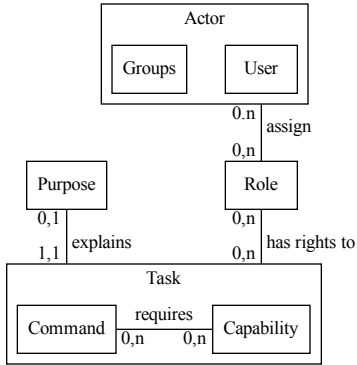 Actor
Groups User
0.n
assign
0,n
Purpose Role
0,1 0,n
explains has rights to
1,1 0,n
Task
requires
Command Capability
0,n 0,n